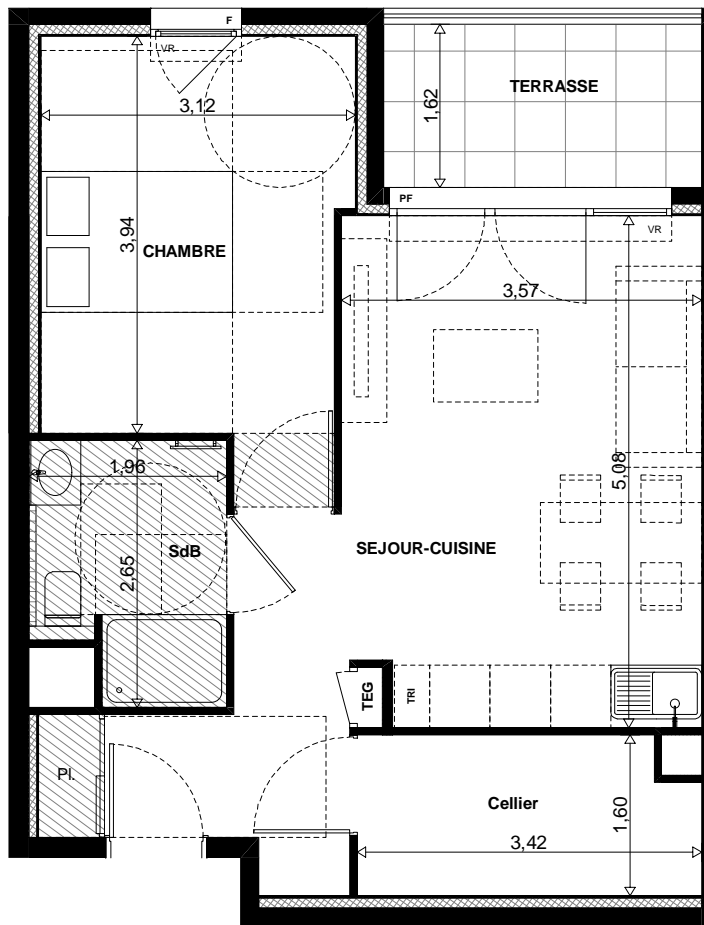 F
VR
3,12
1,62
TERRASSE
PF
VR
3,94
CHAMBRE
3,57
1,96
5,08
2,65
SdB
SEJOUR-CUISINE
TEG
TRI
Pl.
Cellier
1,60
3,42